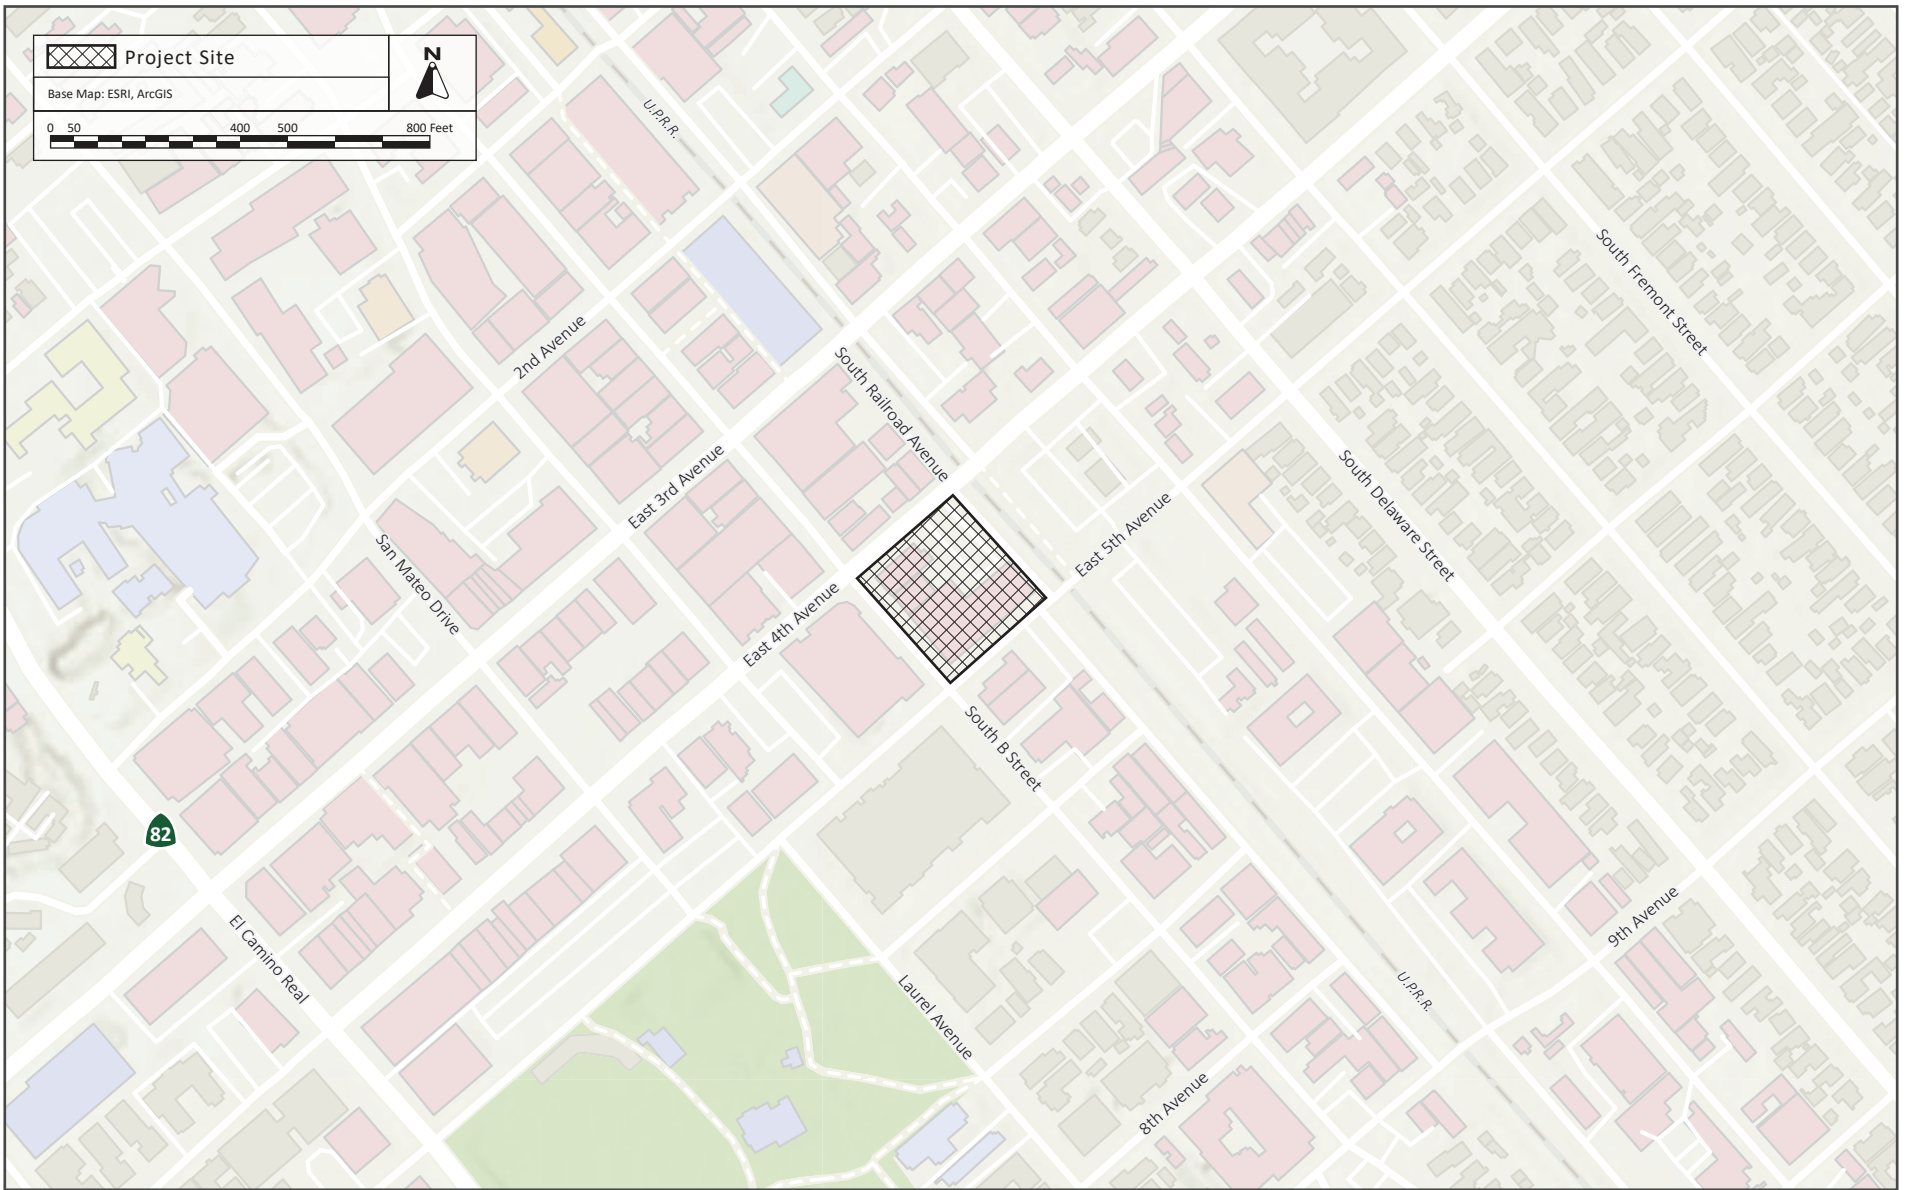 Project Site
N
Base Map: ESRI, ArcGIS
0 50 400 500 800 Feet
U.P.R.R.
South Fremont Street
2nd Avenue
South Railroad Avenue
East 3rd Avenue
South Delaware Street
East 5th Avenue
San Mateo Drive
East 4th Avenue
South B Street
82
El Camino Real
9th Avenue
Laurel Avenue
U.P.R.R.
8th Avenue